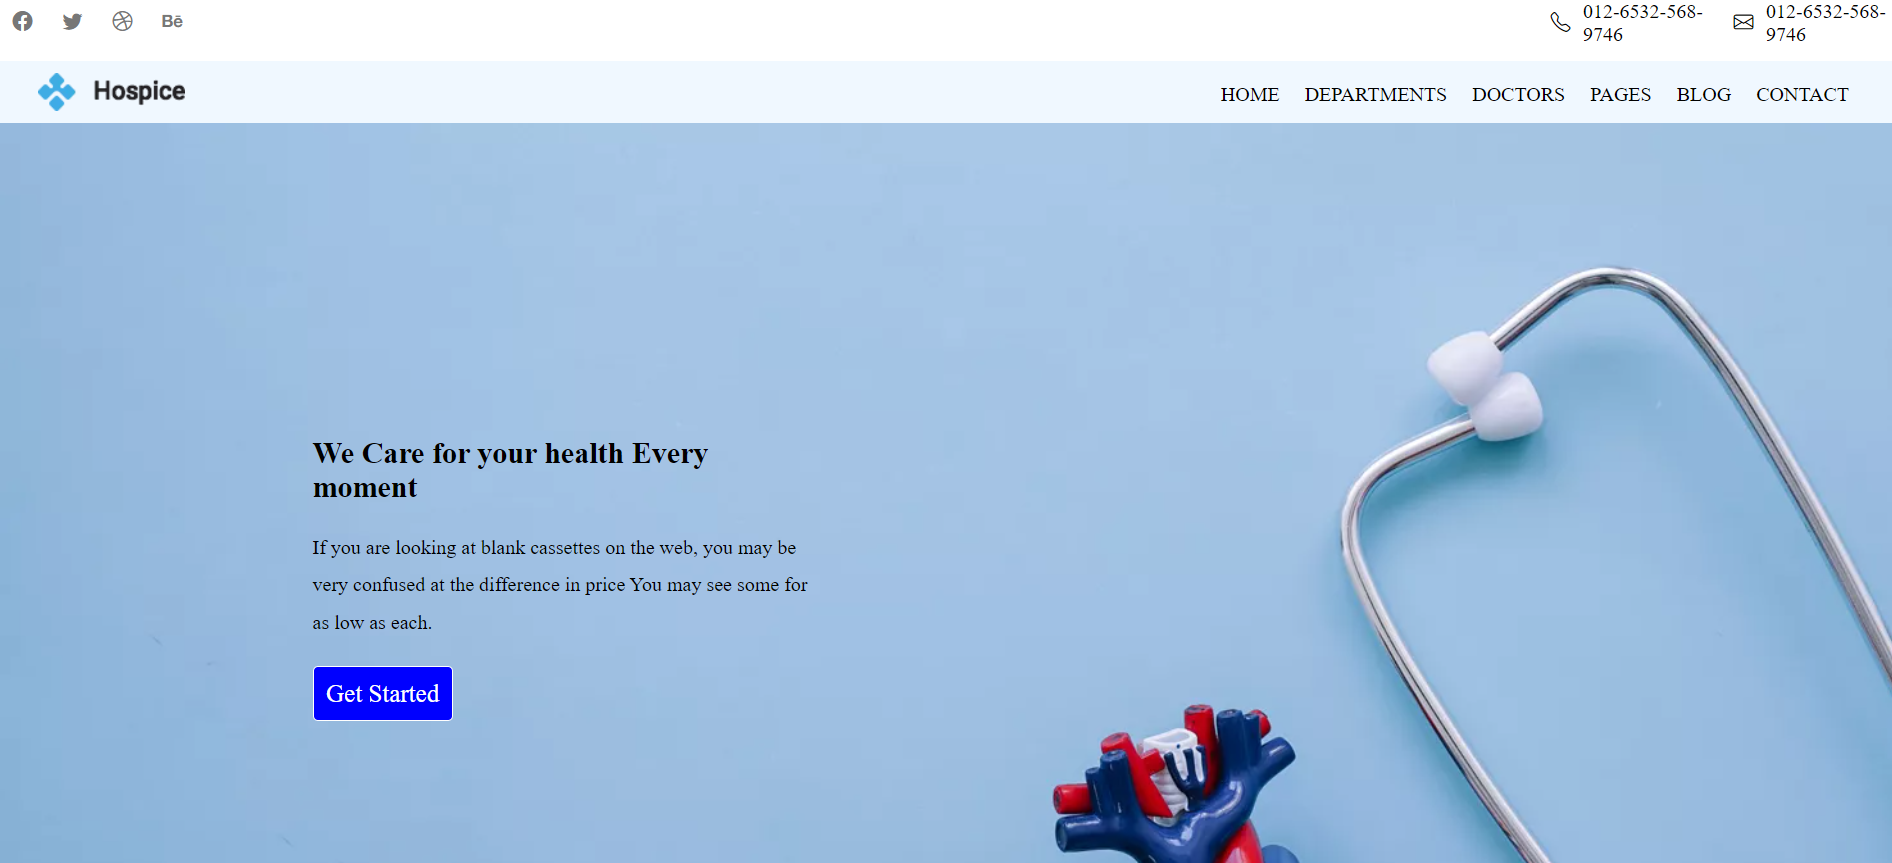 Bē
012-6532-568-
9746
012-6532-568-
9746
Hospice
HOME DEPARTMENTS DOCTORS PAGES BLOG CONTACT
We Care for your health Every
moment
If you are looking at blank cassettes on the web, you may be
very confused at the difference in price You may see some for
as low as each.
Get Started